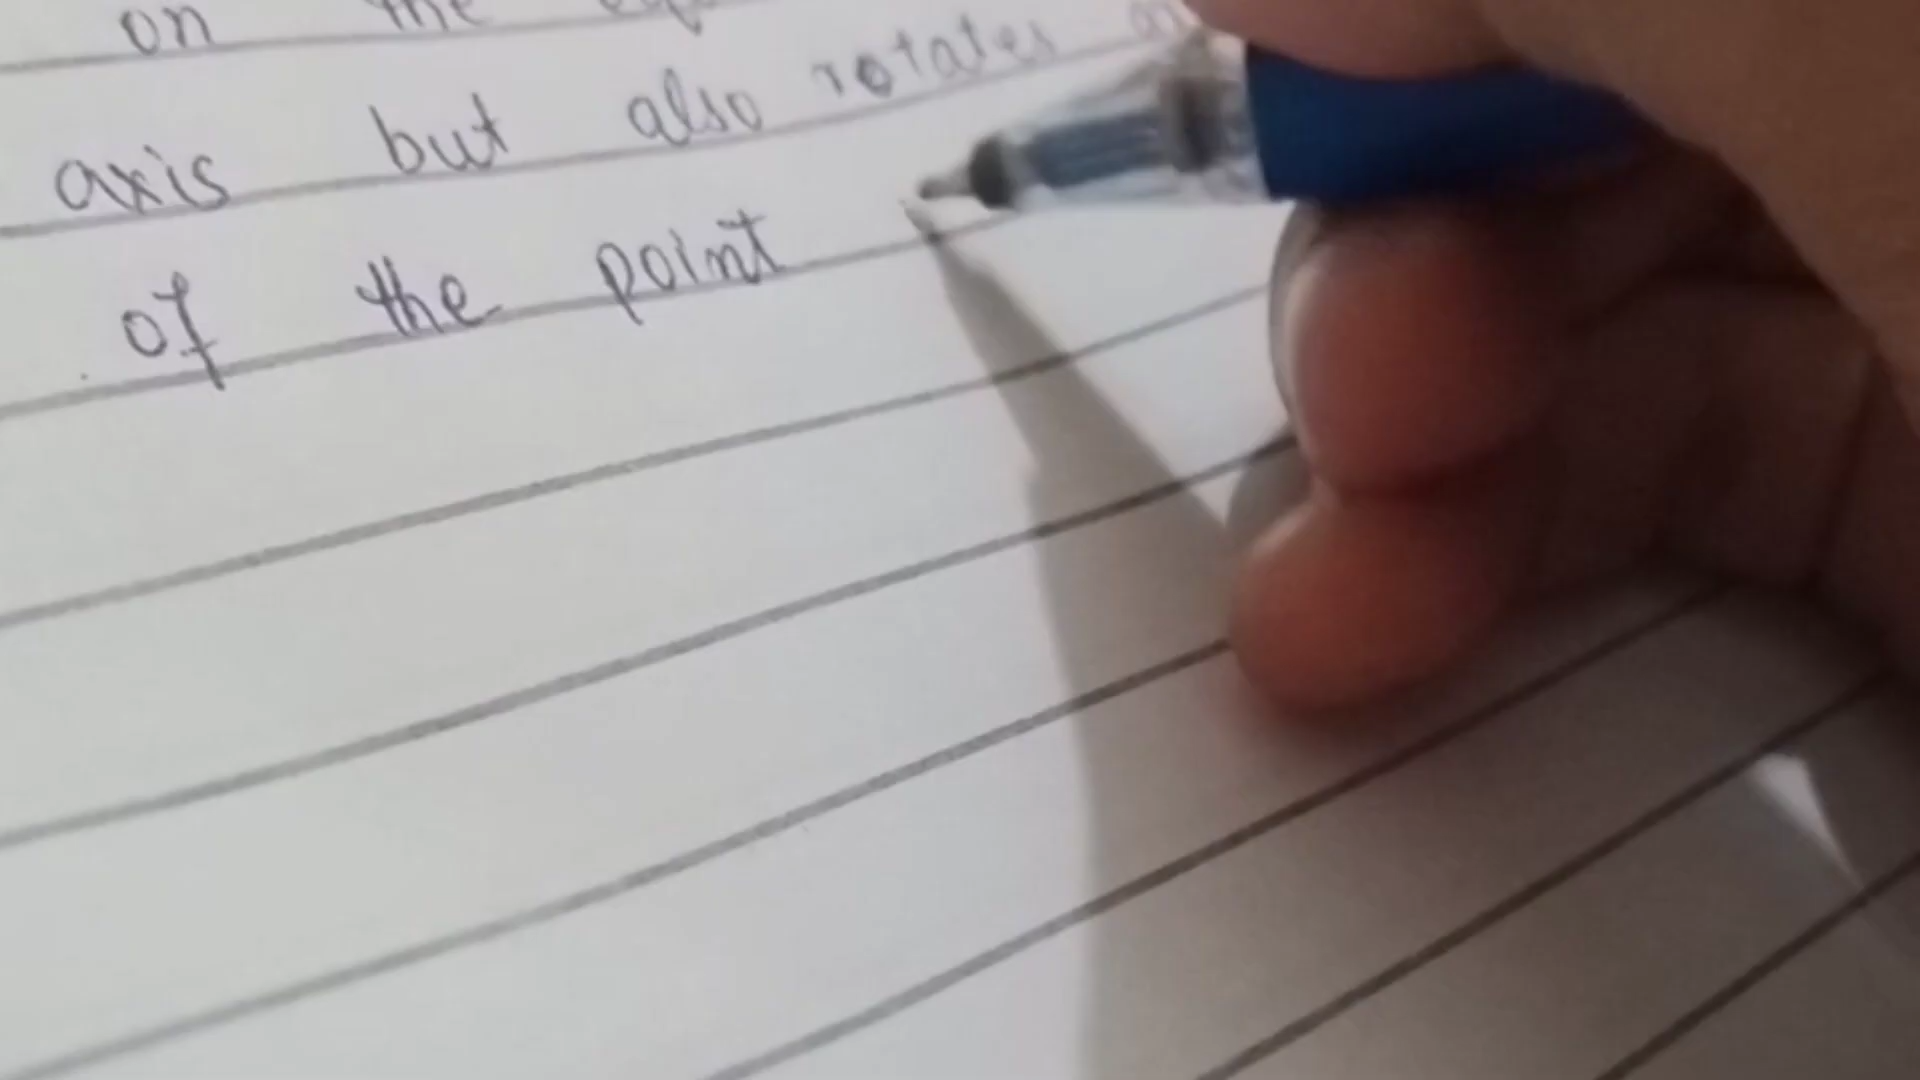 on the
axis but also rotates
of the point